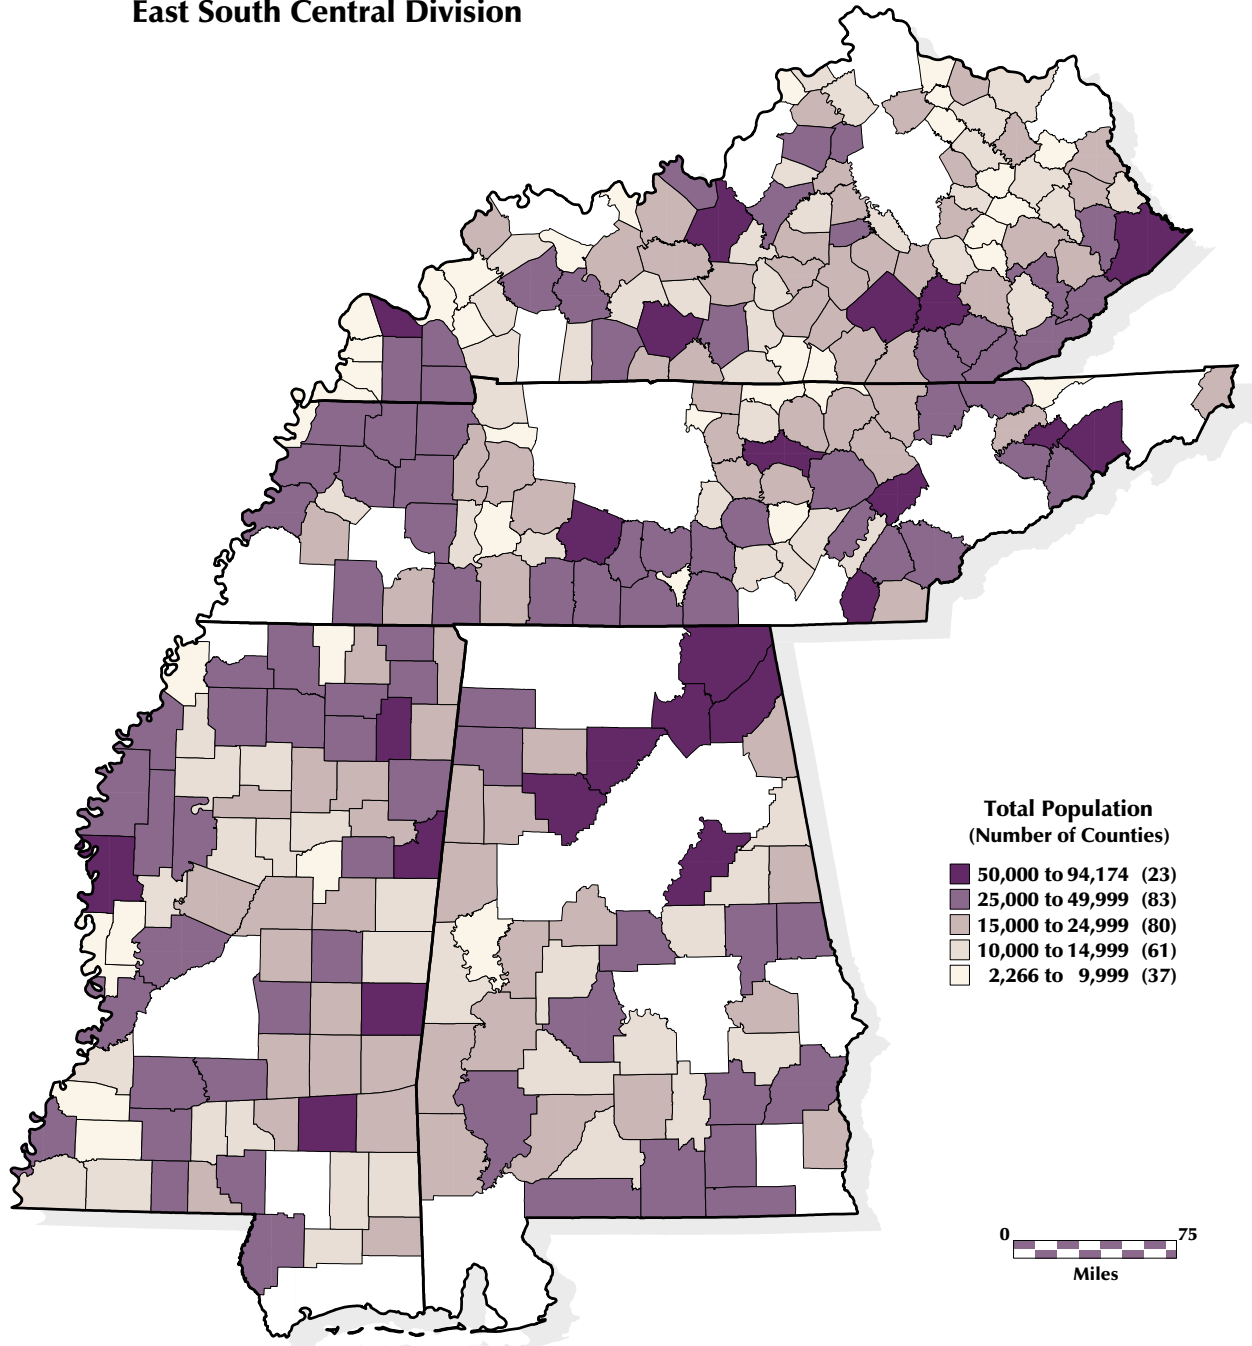 East South Central Division
Total Population
(Number of Counties)
50,000 to 94,174 (23)
25,000 to 49,999 (83)
15,000 to 24,999 (80)
10,000 to 14,999 (61)
2,266 to 9,999 (37)
0 75
Miles